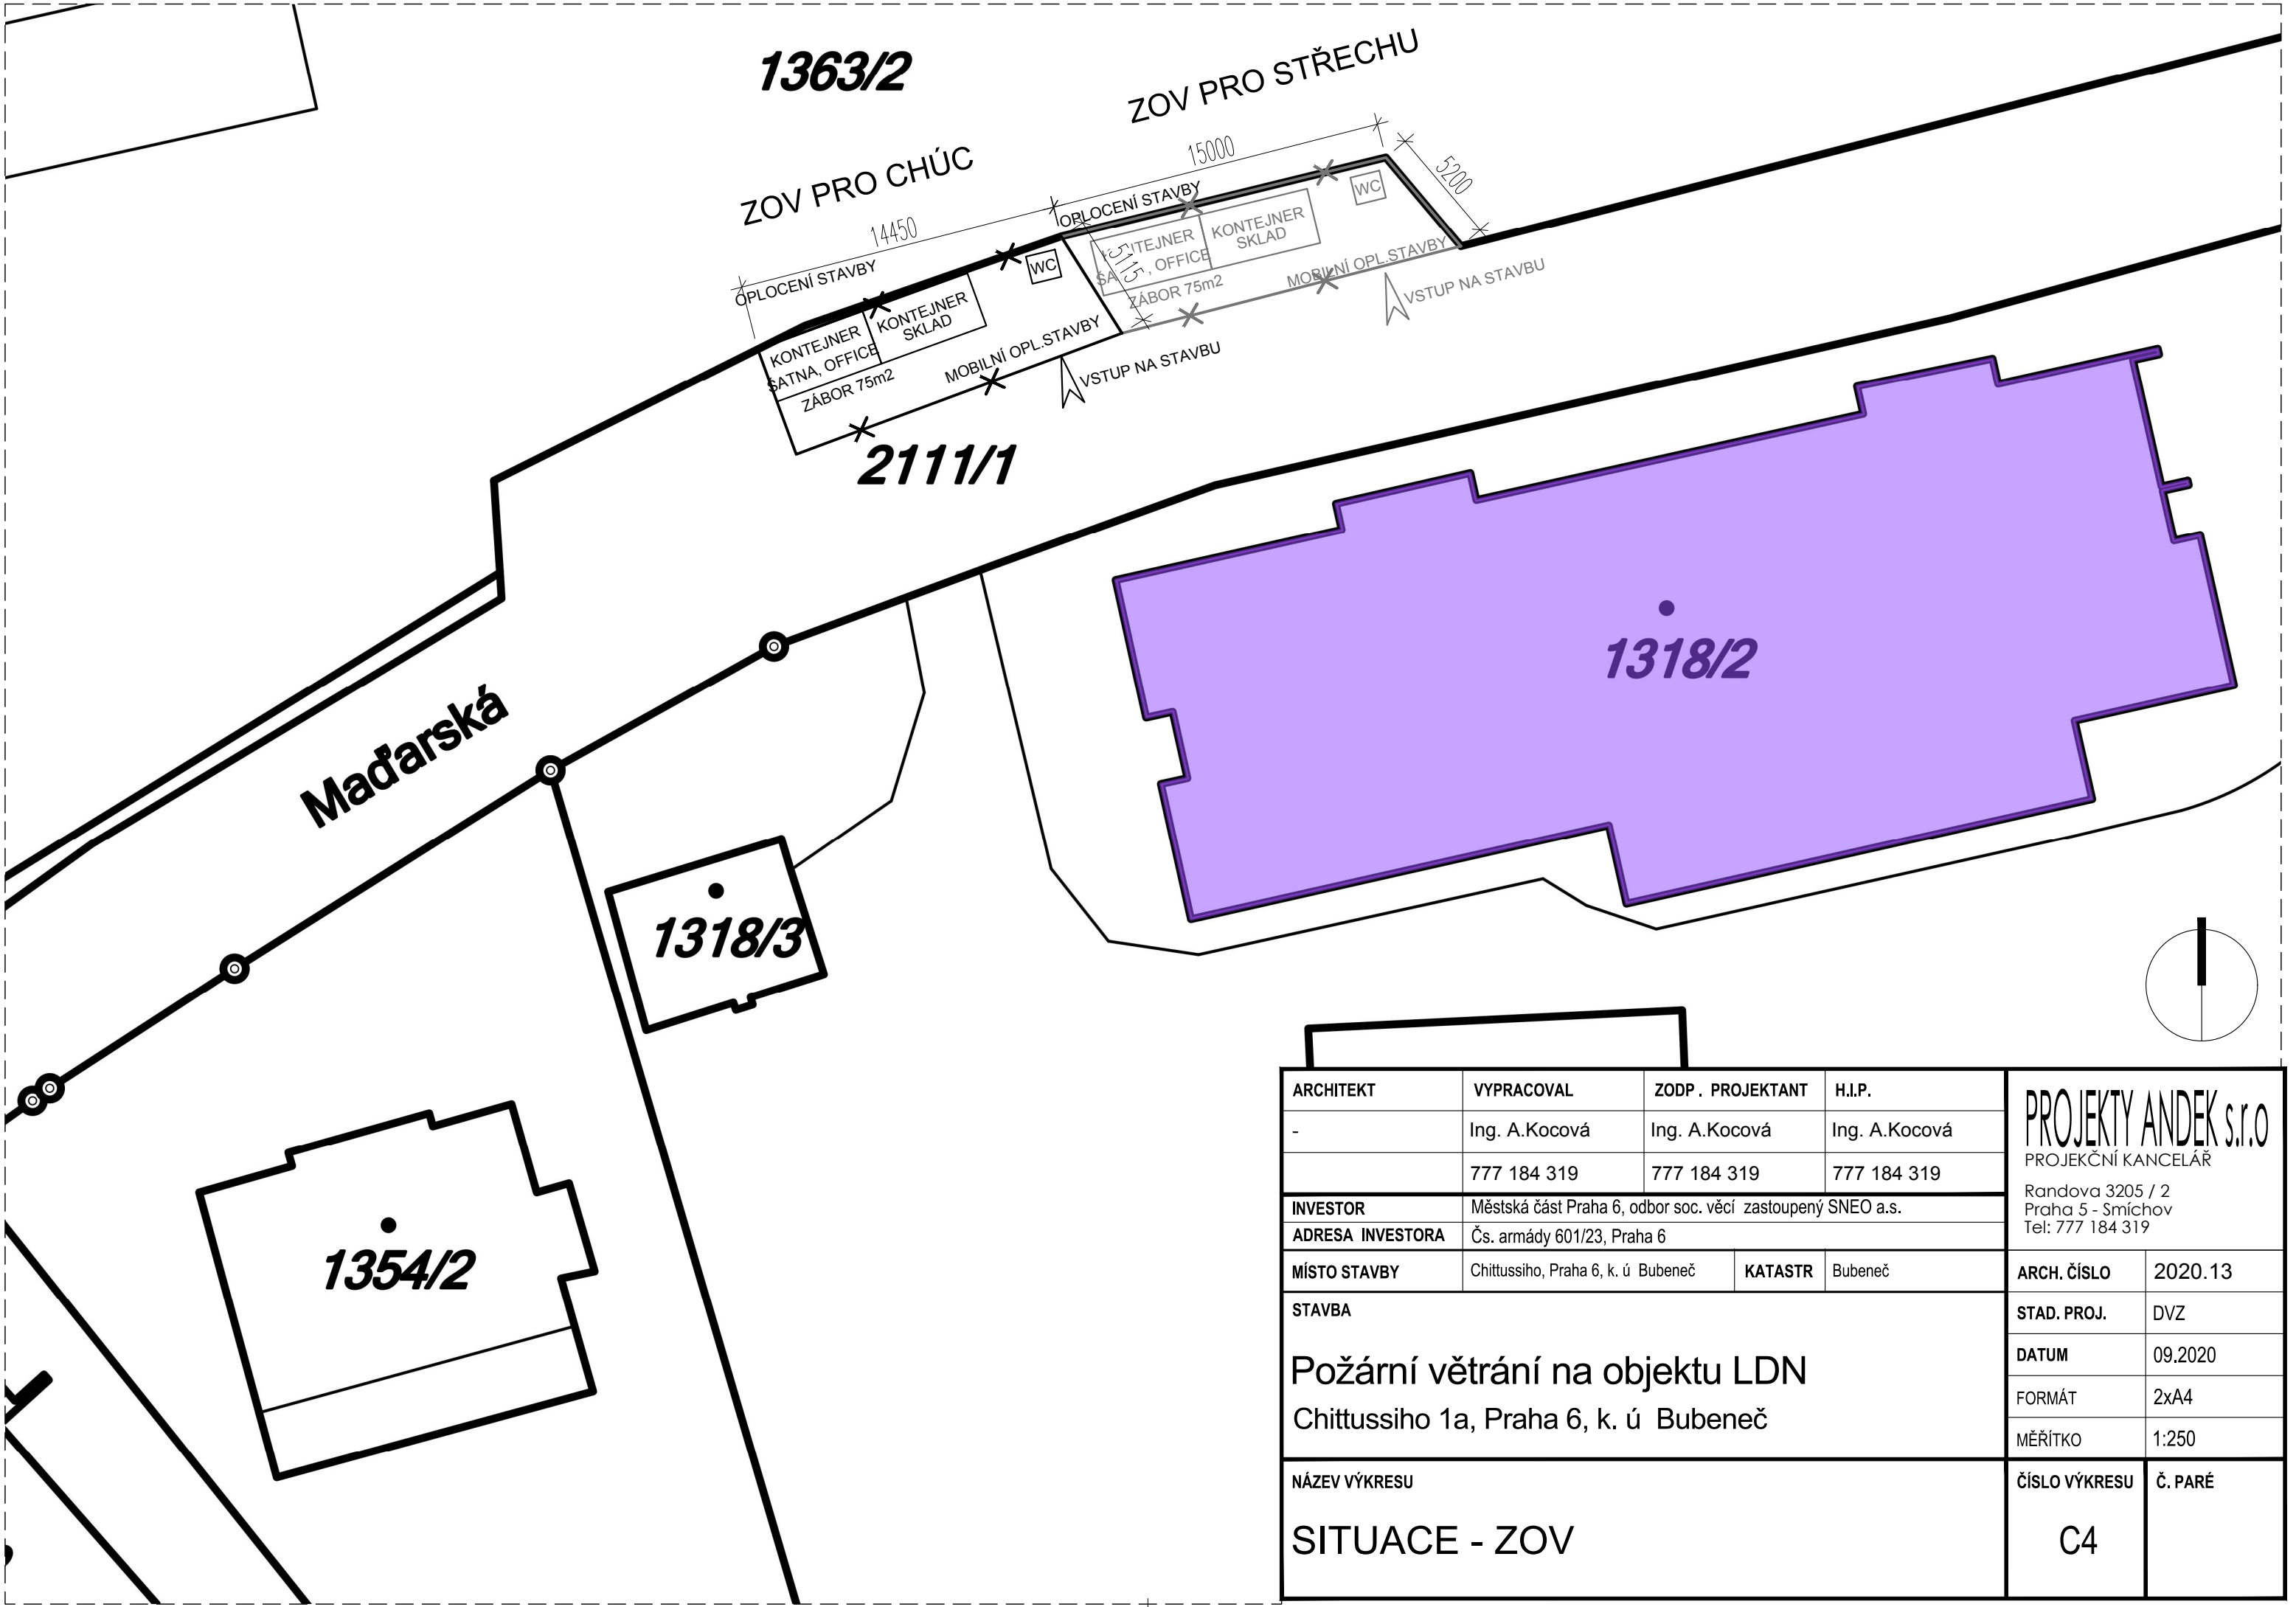 1363/2
ZOV PRO STŘECHU
ZOV PRO CHÚC
15000
5200
14450
OPLOCENÍ STAVBY
WC
KONTEJNER
SKLAD
OPLOCENÍ STAVBY
WC
5115
, OFFICE
ZÁBOR 75m2
MOBILNÍ OPL.STAVBY
VSTUP NA STAVBU
KONTEJNER
SKLAD
KONTEJNER
ŠATNA, OFFICE
ZÁBOR 75m2
MOBILNÍ OPL.STAVBY
VSTUP NA STAVBU
2111/1
1318/2
Maďarská
1318/3
1354/2
ARCHITEKT VYPRACOVAL ZODP . PROJEKTANT H.I.P.
- Ing. A.Kocová Ing. A.Kocová Ing. A.Kocová
777 184 319 777 184 319 777 184 319
INVESTOR Městská část Praha 6, odbor soc. věcí zastoupený SNEO a.s.
ADRESA INVESTORA Čs. armády 601/23, Praha 6
MÍSTO STAVBY Chittussiho, Praha 6, k. ú Bubeneč KATASTR Bubeneč
STAVBA
Požární větrání na objektu LDN
Chittussiho 1a, Praha 6, k. ú Bubeneč
NÁZEV VÝKRESU
SITUACE - ZOV
PROJEKTY ANDEK s.r.o
PROJEKČNÍ KANCELÁŘ
Randova 3205 / 2
Praha 5 - Smíchov
Tel: 777 184 319
ARCH. ČÍSLO 2020.13
STAD. PROJ. DVZ
DATUM 09.2020
FORMÁT 2xA4
MĚŘÍTKO 1:250
ČÍSLO VÝKRESU Č. PARÉ
C4